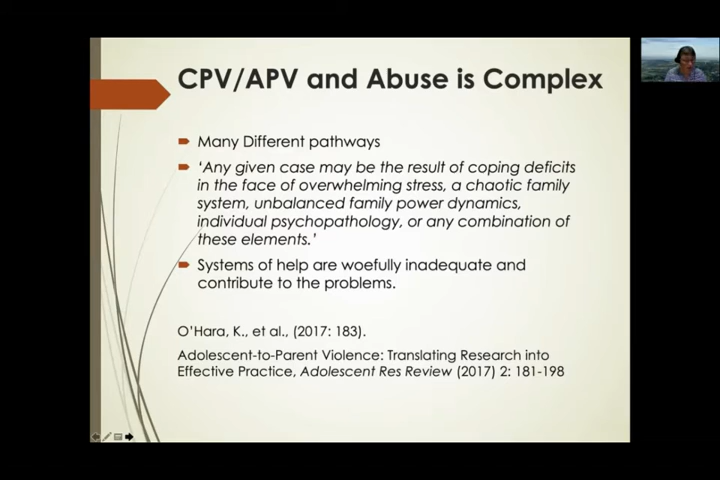 CPV/APV and Abuse is Complex
Many Different pathways
‘Any given case may be the result of coping deficits
in the face of overwhelming stress, a chaotic family
system, unbalanced family power dynamics,
individual psychopathology, or any combination of
these elements.’
Systems of help are woefully inadequate and
contribute to the problems.
O’Hara, K., et al., (2017: 183).
Adolescent-to-Parent Violence: Translating Research into
Effective Practice, Adolescent Res Review (2017) 2: 181-198